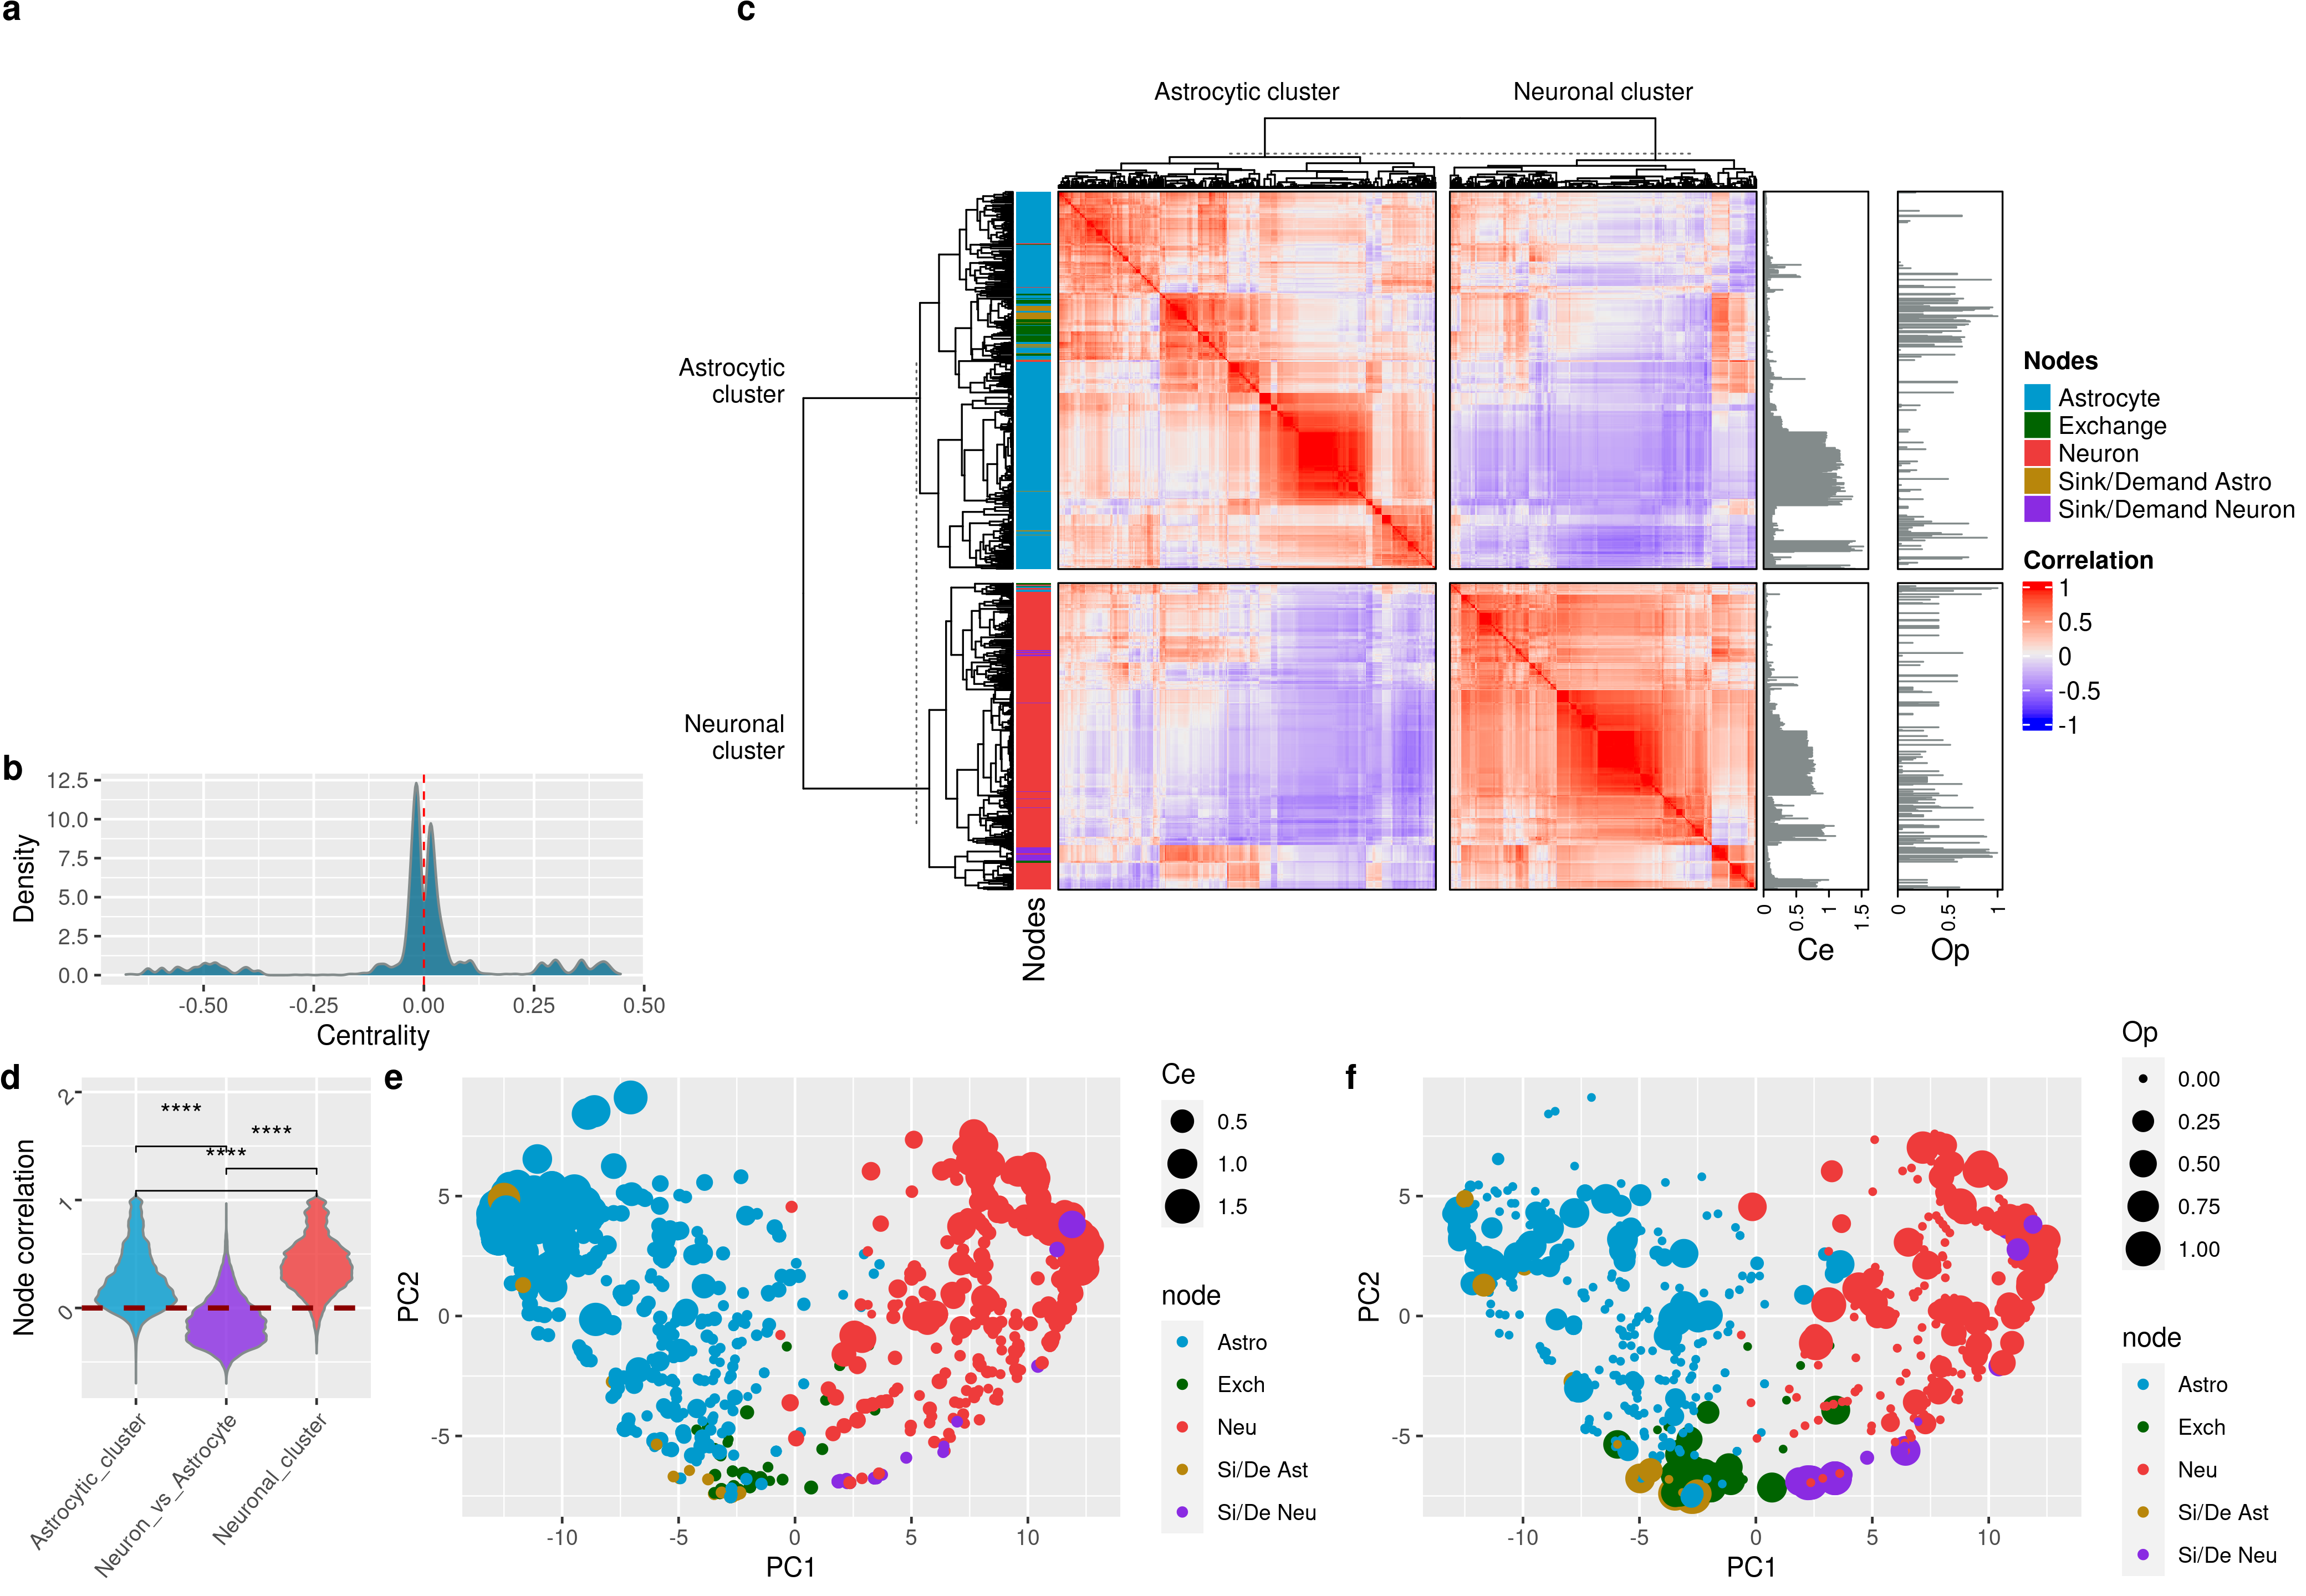 a
c
Astrocytic cluster
Neuronal cluster
Astrocytic
cluster
Neuronal
cluster
Nodes
0
0.5
1
1.5
Ce
0
0.5
1
Op
Nodes
Astrocyte
Exchange
Neuron
Sink/Demand Astro
Sink/Demand Neuron
Correlation
1
0.5
0
-0.5
-1
b
12.5
10.0
7.5
5.0
2.5
0.0
Density
-0.50
-0.25
0.00
0.25
0.50
Centrality
d
2
1
0
Node correlation
****
****
****
Astrocytic_cluster
Neuron_vs_Astrocyte
Neuronal_cluster
e
5
0
-5
PC2
-10
-5
0
5
10
PC1
Ce
0.5
1.0
1.5
node
Astro
Exch
Neu
Si/De Ast
Si/De Neu
f
5
0
-5
PC2
-10
-5
0
5
10
PC1
Op
0.00
0.25
0.50
0.75
1.00
node
Astro
Exch
Neu
Si/De Ast
Si/De Neu